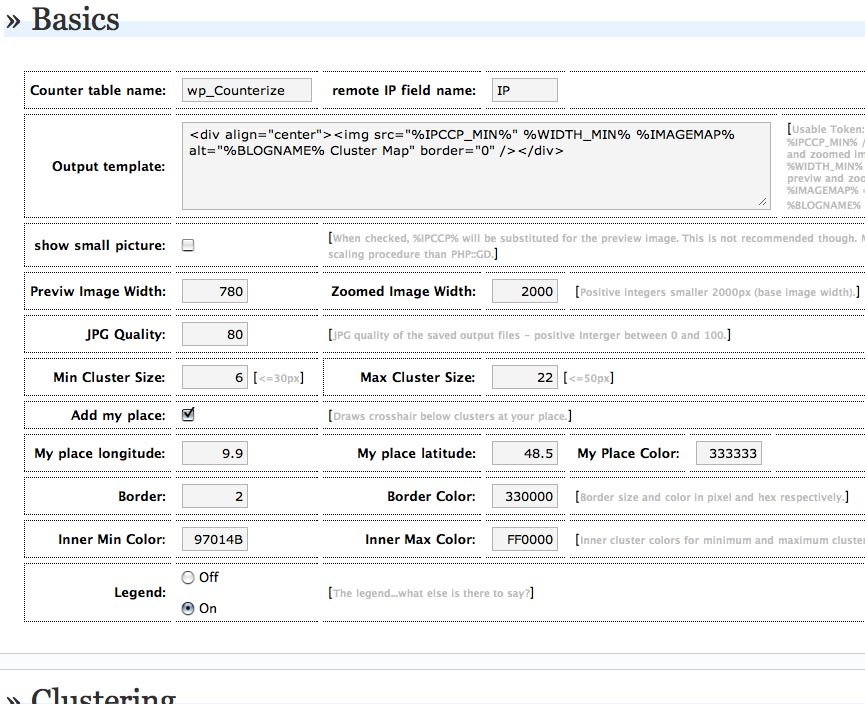 » Basics
Counter table name: wp_Counterize remote IP field name: IP
Output template:
<div align="center"><img src="%IPCCP_MIN%" %WIDTH_MIN% %IMAGEMAP%
alt="%BLOGNAME% Cluster Map" border="0" /></div>
[Usable Token:
%IPCCP_MIN% /
and zoomed im
%WIDTH_MIN%
previw and zoo
%IMAGEMAP% =
%BLOGNAME%
show small picture:
[When checked, %IPCCP% will be substituted for the preview image. This is not recommended though.
scaling procedure than PHP::GD.]
Previw Image Width: 780 Zoomed Image Width: 2000 [Positive integers smaller 2000px (base image width).]
JPG Quality: 80 [JPG quality of the saved output files - positive Interger between 0 and 100.]
Min Cluster Size: 6 [<=30px] Max Cluster Size: 22 [<=50px]
Add my place: [Draws crosshair below clusters at your place.]
My place longitude: 9.9 My place latitude: 48.5 My Place Color: 333333
Border: 2 Border Color: 330000 [Border size and color in pixel and hex respectively.]
Inner Min Color: 97014B Inner Max Color: FF0000 [Inner cluster colors for minimum and maximum cluster
Legend:
Off
On
[The legend...what else is there to say?]
» Clustering